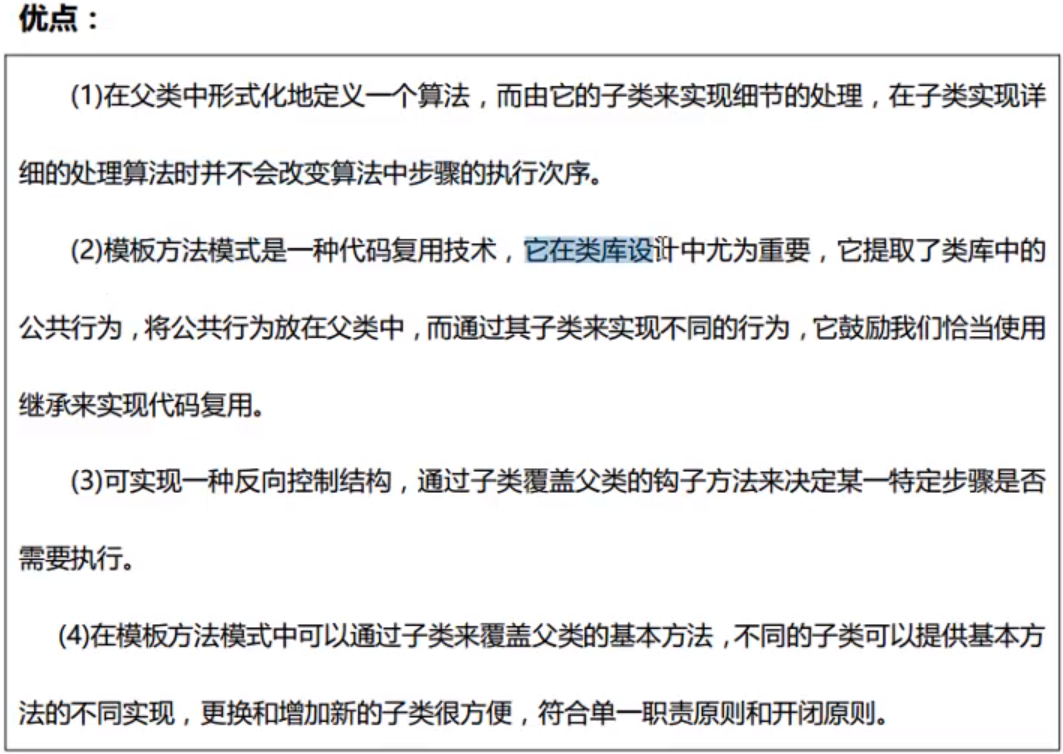 优点：
(1)在父类中形式化地定义一个算法，而由它的子类来实现细节的处理，在子类实现详
细的处理算法时并不会改变算法中步骤的执行次序。
(2)模板方法模式是一种代码复用技术，它在类库设计中尤为重要，它提取了类库中的
公共行为，将公共行为放在父类中，而通过其子类来实现不同的行为，它鼓励我们恰当使用
继承来实现代码复用。
(3)可实现一种反向控制结构，通过子类覆盖父类的钩子方法来决定某一特定步骤是否
需要执行。
(4)在模板方法模式中可以通过子类来覆盖父类的基本方法，不同的子类可以提供基本方
法的不同实现，更换和增加新的子类很方便，符合单一职责原则和开闭原则。